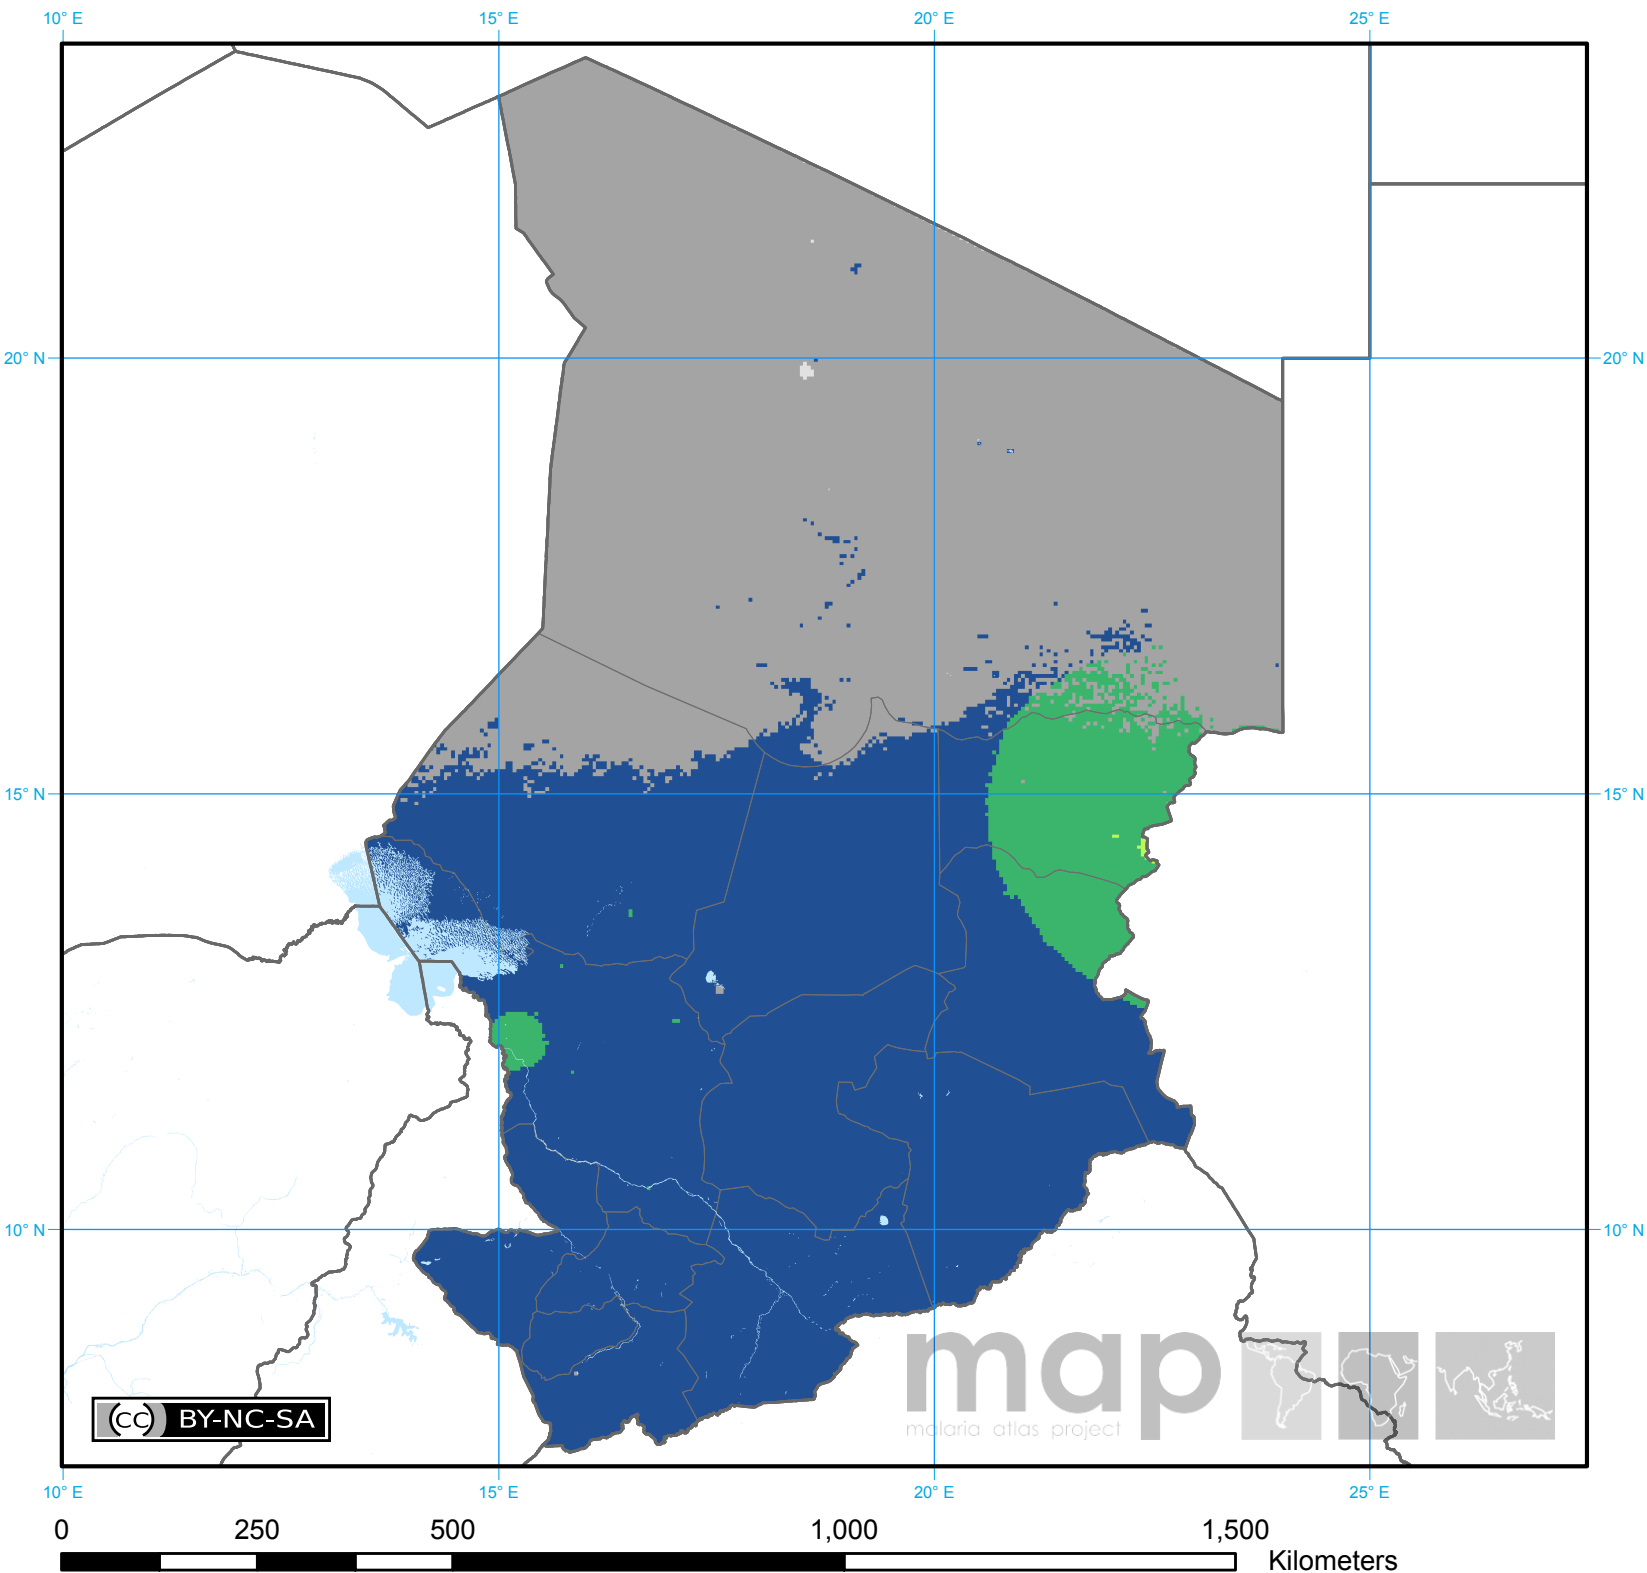 10° E 15° E 20° E 25° E
20° N 20° N
15° N 15° N
10° N 10° N
map
malaria atlas project
cc BY-NC-SA
10° E 15° E 20° E 25° E
0 250 500 1,000 1,500
Kilometers